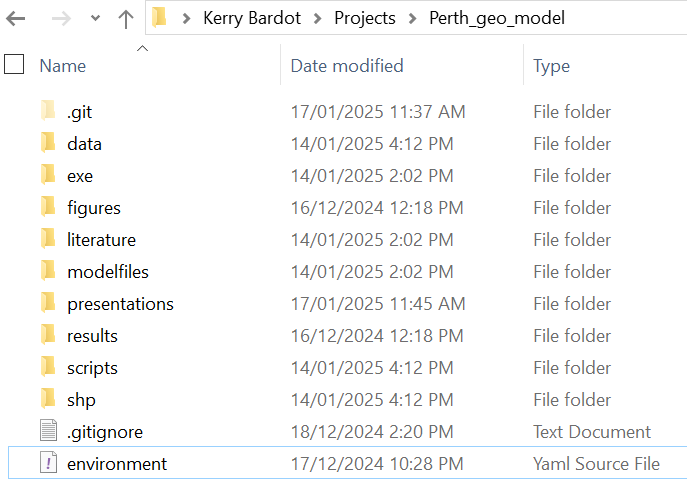 Kerry Bardot Projects Perth_geo_model
Name Date modified Type
.git 17/01/2025 11:37 AM File folder
data 14/01/2025 4:12 PM File folder
exe 14/01/2025 2:02 PM File folder
figures 16/12/2024 12:18 PM File folder
literature 14/01/2025 2:02 PM File folder
modelfiles 14/01/2025 2:02 PM File folder
presentations 17/01/2025 11:45 AM File folder
results 16/12/2024 12:18 PM File folder
scripts 14/01/2025 4:12 PM File folder
shp 14/01/2025 4:12 PM File folder
.gitignore 18/12/2024 2:20 PM Text Document
environment 17/12/2024 10:28 PM Yaml Source File